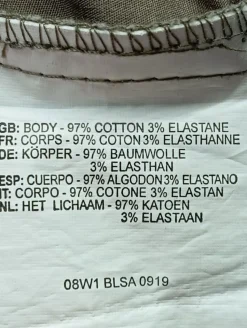 GB: BODY - 97% COTTON 3% ELASTANE
FR: CORPS - 97% COTON 3% ELASTHANNE
DE: KÖRPER - 97% BAUMWOLLE
3% ELASTHAN
ESP: CUERPO - 97% ALGODON 3% ELASTANO
IT: CORPO - 97% COTONE 3% ELASTAN
NL: HET LICHAAM - 97% KATOEN
3% ELASTAAN
08W1 BLSA 0919